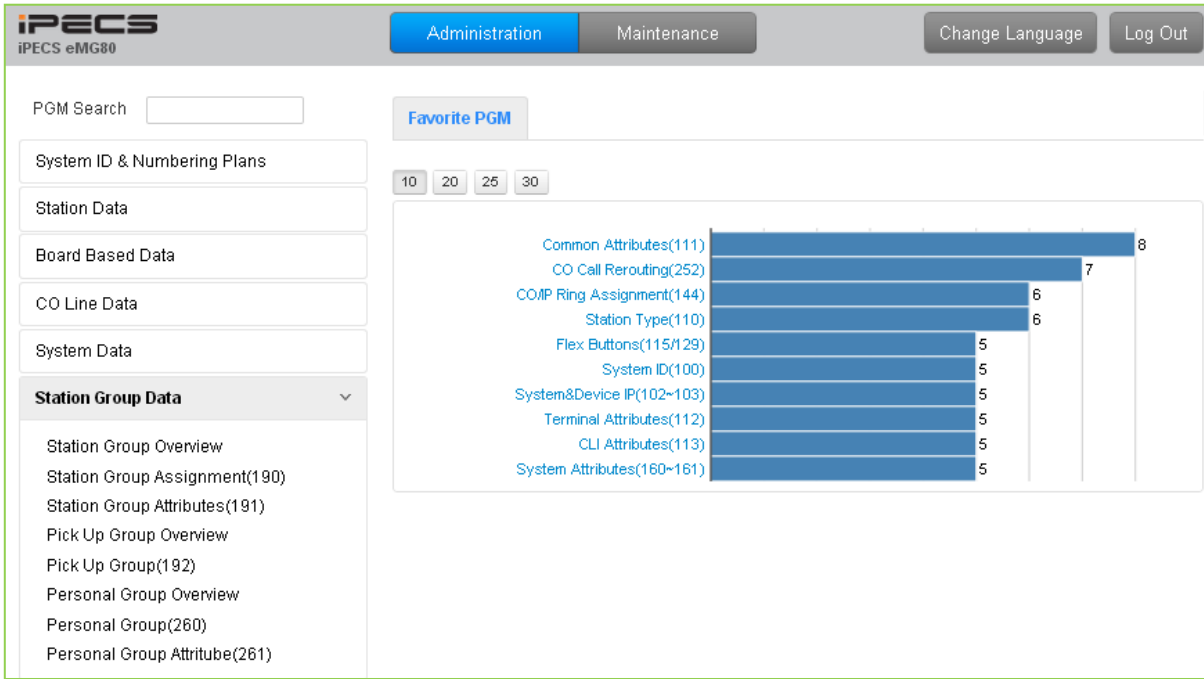 iPECS
iPECS eMG80
Administration
Maintenance
Change Language
Log Out
PGM Search
System ID & Numbering Plans
Station Data
Board Based Data
CO Line Data
System Data
Station Group Data
Station Group Overview
Station Group Assignment(190)
Station Group Attributes(191)
Pick Up Group Overview
Pick Up Group(192)
Personal Group Overview
Personal Group(260)
Personal Group Attritube(261)
Favorite PGM
10 20 25 30
Common Attributes(111) 8
CO Call Rerouting(252) 7
CO/IP Ring Assignment(144) 6
Station Type(110) 6
Flex Buttons(115/129) 5
System ID(100) 5
System&Device IP(102~103) 5
Terminal Attributes(112) 5
CLI Attributes(113) 5
System Attributes(160~161) 5